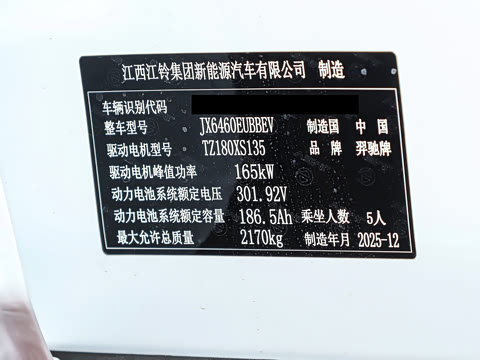 江西江铃集团新能源汽车有限公司 制造
车辆识别代码
整车型号 JX6460EUBBEV 制造国 中国
驱动电机型号 TZ180XS135 品牌 羿驰牌
驱动电机峰值功率 165kW
动力电池系统额定电压 301.92V
动力电池系统额定容量 186.5Ah 乘坐人数 5人
最大允许总质量 2170kg 制造年月 2025-12